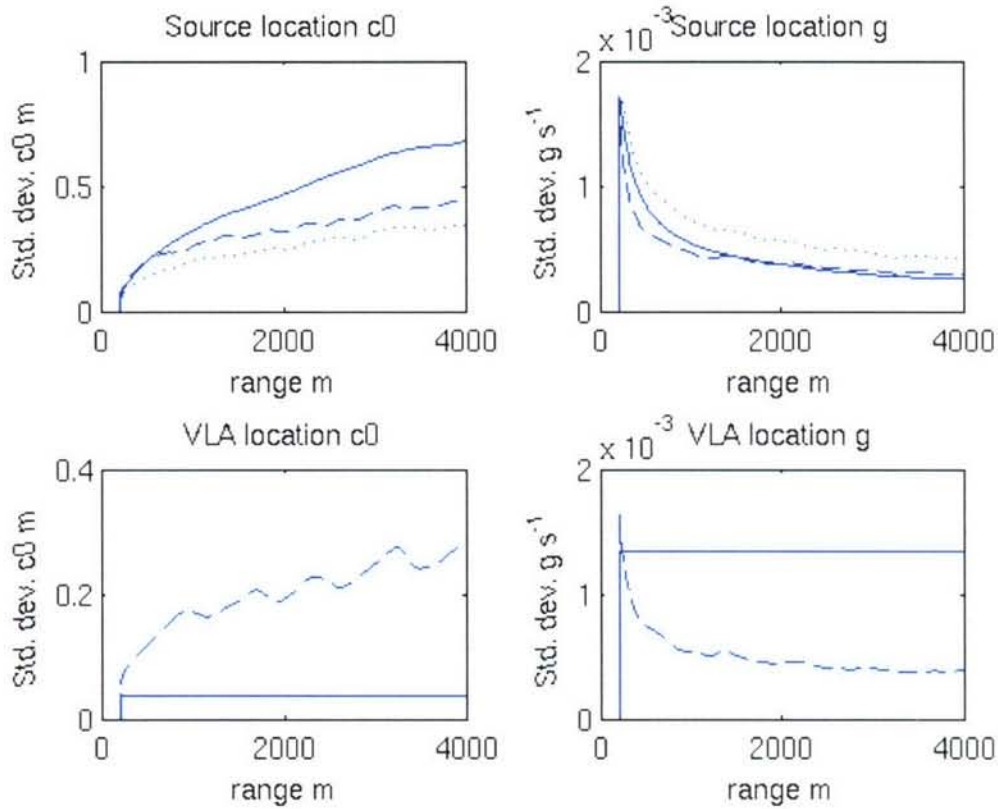 Source location c0
Std. dev. c0 m
1
0.5
0
0
2000
4000
range m
x 10-3
Source location g
Std. dev. g s-1
2
1
0
0
2000
4000
range m
VLA location c0
Std. dev. c0 m
0.4
0.2
0
0
2000
4000
range m
x 10-3
VLA location g
Std. dev. g s-1
2
1
0
0
2000
4000
range m